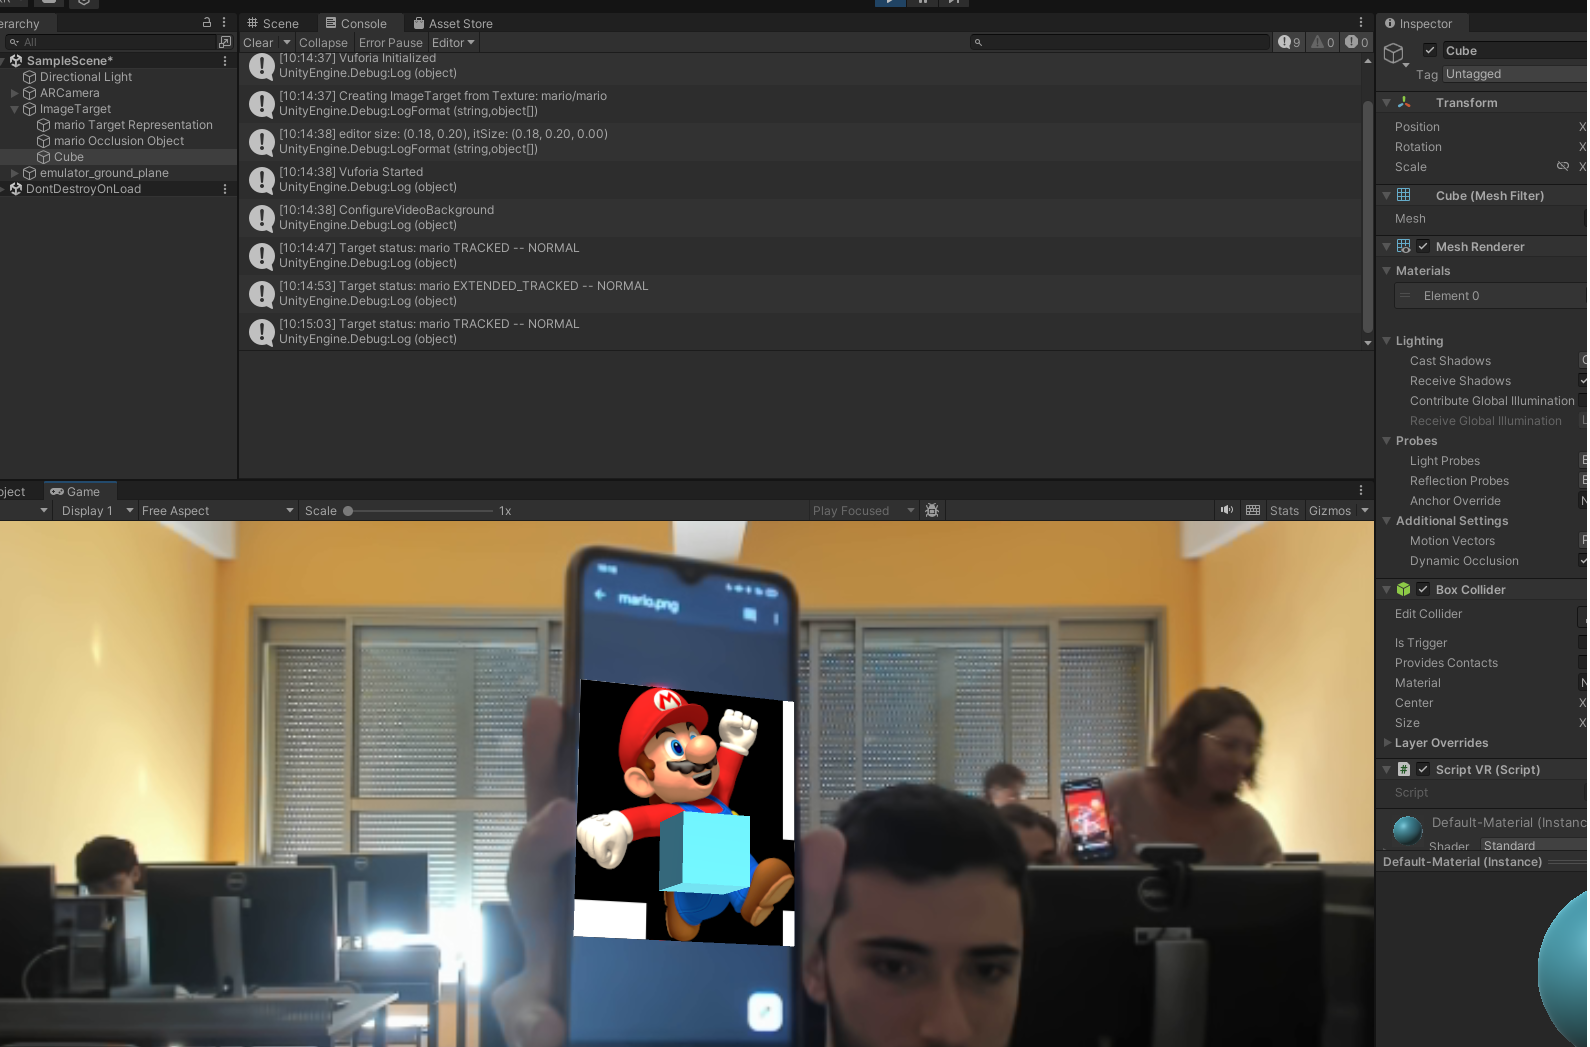 erarchy
All
SampleScene*
Directional Light
ARCamera
ImageTarget
mario Target Representation
mario Occlusion Object
Cube
emulator_ground_plane
DontDestroyOnLoad
Scene
Console
Asset Store
Clear
Collapse
Error Pause
Editor
9
0
0
[10:14:37] Vuforia Initialized
UnityEngine.Debug:Log (object)
[10:14:37] Creating ImageTarget from Texture: mario/mario
UnityEngine.Debug:LogFormat (string,object[])
[10:14:38] editor size: (0.18, 0.20), itSize: (0.18, 0.20, 0.00)
UnityEngine.Debug:LogFormat (string,object[])
[10:14:38] Vuforia Started
UnityEngine.Debug:Log (object)
[10:14:38] ConfigureVideoBackground
UnityEngine.Debug:Log (object)
[10:14:47] Target status: mario TRACKED -- NORMAL
UnityEngine.Debug:Log (object)
[10:14:53] Target status: mario EXTENDED_TRACKED -- NORMAL
UnityEngine.Debug:Log (object)
[10:15:03] Target status: mario TRACKED -- NORMAL
UnityEngine.Debug:Log (object)
oject
Game
Display 1
Free Aspect
Scale
1x
Play Focused
Stats
Gizmos
mario.png
M
DELL
Inspector
Cube
Tag Untagged
Transform
Position X
Rotation X
Scale X
Cube (Mesh Filter)
Mesh
Mesh Renderer
Materials
Element 0
Lighting
Cast Shadows
Receive Shadows
Contribute Global Illumination
Receive Global Illumination
Probes
Light Probes
Reflection Probes
Anchor Override
Additional Settings
Motion Vectors
Dynamic Occlusion
Box Collider
Edit Collider
Is Trigger
Provides Contacts
Material
Center X
Size X
Layer Overrides
# Script VR (Script)
Script
Default-Material (Instanc
Shader Standard
Default-Material (Instance)